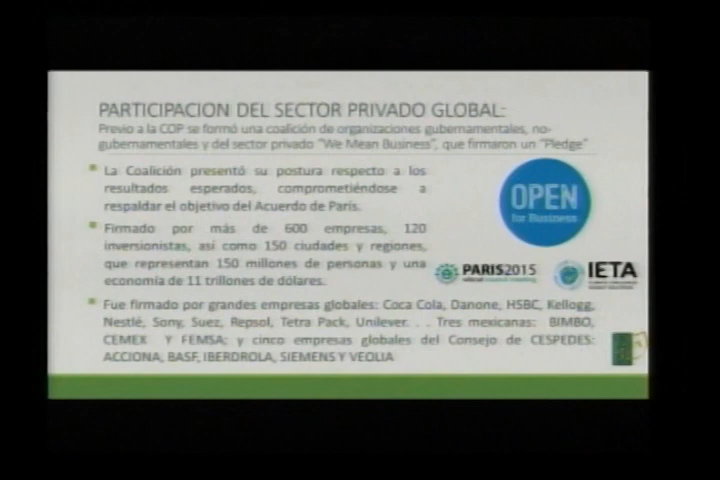 PARTICIPACION DEL SECTOR PRIVADO GLOBAL:
Previo a la COP se formó una coalición de organizaciones gubernamentales, no-
gubernamentales y del sector privado "We Mean Business", que firmaron un "Pledge"
La Coalición presentó su postura respecto a los
resultados esperados, comprometiéndose a
respaldar el objetivo del Acuerdo de París.
Firmado por más de 600 empresas, 120
inversionistas, así como 150 ciudades y regiones,
que representan 150 millones de personas y una
economía de 11 trillones de dólares.
OPEN
for Business
PARIS2015
IETA
Fue firmado por grandes empresas globales: Coca Cola, Danone, HSBC, Kellogg,
Nestlé, Sony, Suez, Repsol, Tetra Pack, Unilever. . . Tres mexicanas: BIMBO,
CEMEX Y FEMSA; y cinco empresas globales del Consejo de CESPEDES:
ACCIONA, BASF, IBERDROLA, SIEMENS Y VEOLIA